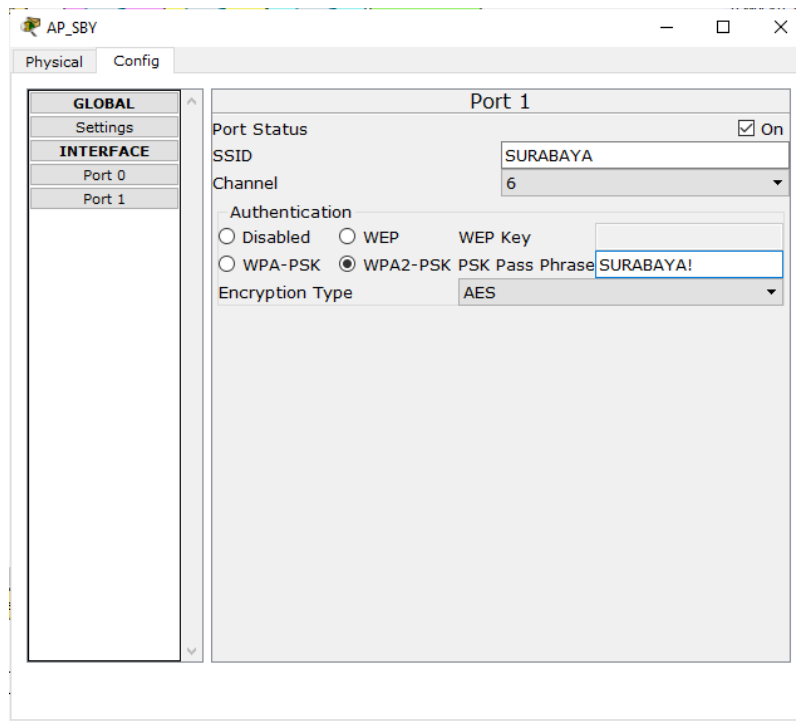 AP_SBY
Physical Config
GLOBAL
Settings
INTERFACE
Port 0
Port 1
Port 1
Port Status On
SSID SURABAYA
Channel 6
Authentication
Disabled WEP WEP Key
WPA-PSK WPA2-PSK PSK Pass Phrase SURABAYA!
Encryption Type AES